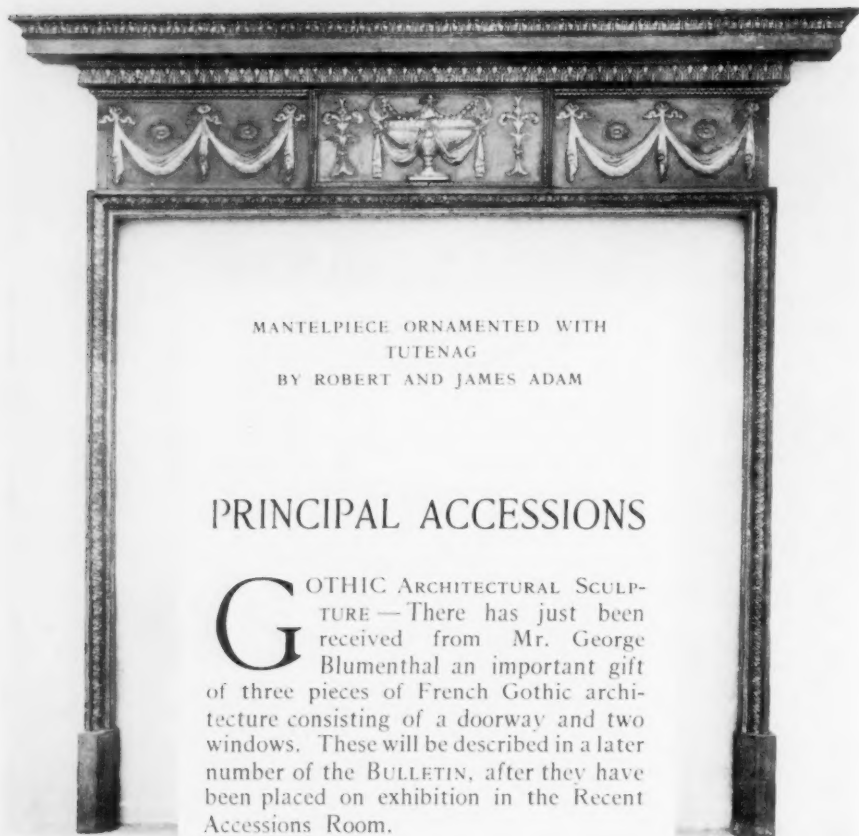 MANTELPIECE ORNAMENTED WITH
TUTENAG
BY ROBERT AND JAMES ADAM
PRINCIPAL ACCESSIONS
GOTHIC ARCHITECTURAL SCULP-
TURE — There has just been
received from Mr. George
Blumenthal an important gift
of three pieces of French Gothic archi-
tecture consisting of a doorway and two
windows. These will be described in a later
number of the BULLETIN, after they have
been placed on exhibition in the Recent
Accessions Room.